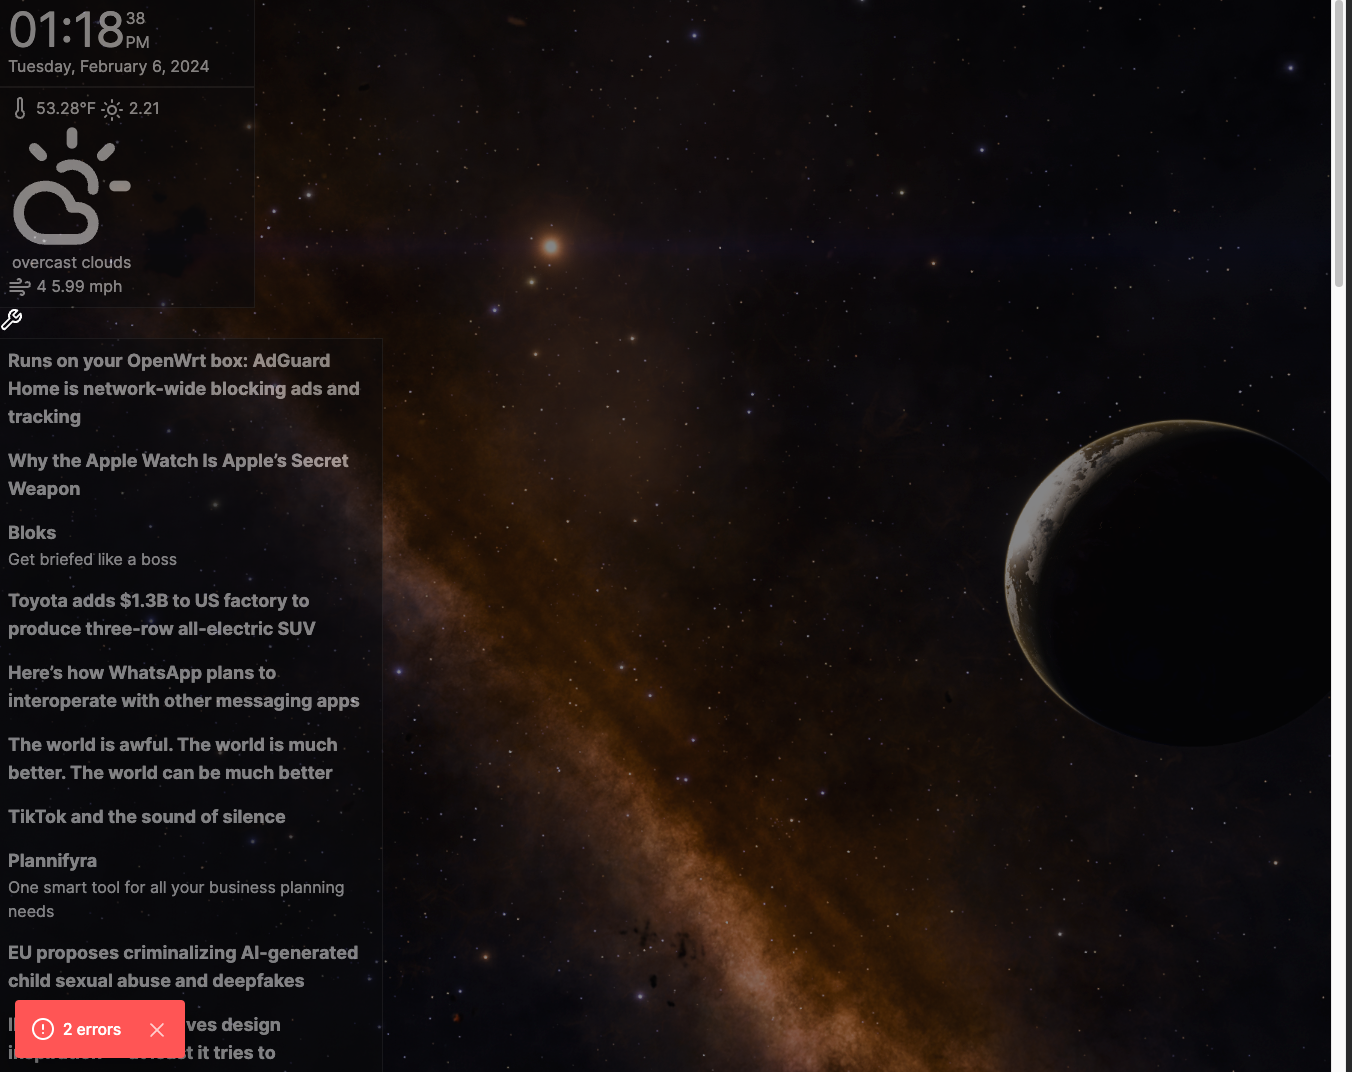 01:18 38 PM
Tuesday, February 6, 2024
53.28°F 2.21
overcast clouds
4 5.99 mph
Runs on your OpenWrt box: AdGuard
Home is network-wide blocking ads and
tracking
Why the Apple Watch Is Apple’s Secret
Weapon
Bloks
Get briefed like a boss
Toyota adds $1.3B to US factory to
produce three-row all-electric SUV
Here’s how WhatsApp plans to
interoperate with other messaging apps
The world is awful. The world is much
better. The world can be much better
TikTok and the sound of silence
Plannifyra
One smart tool for all your business planning
needs
EU proposes criminalizing AI-generated
child sexual abuse and deepfakes
design
it tries to
2 errors